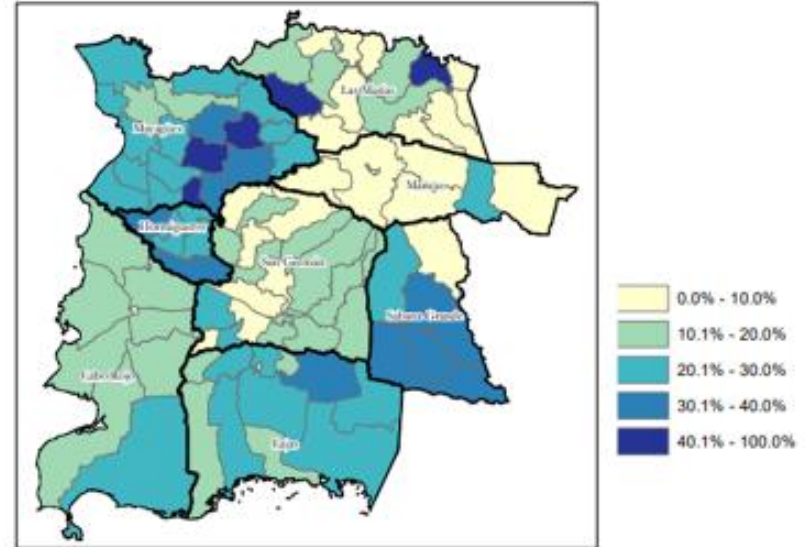 Las Marías
Mayagüez
Maricao
Hormigueros
San Germán
Sabana Grande
Cabo Rojo
Lajas
0.0% - 10.0%
10.1% - 20.0%
20.1% - 30.0%
30.1% - 40.0%
40.1% - 100.0%